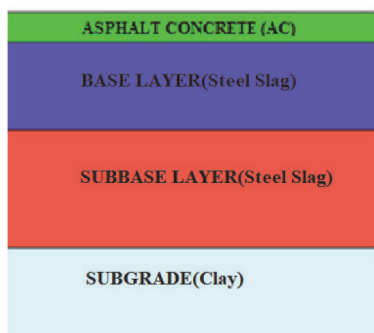 ASPHALT CONCRETE (AC)
BASE LAYER(Steel Slag)
SUBBASE LAYER(Steel Slag)
SUBGRADE(Clay)